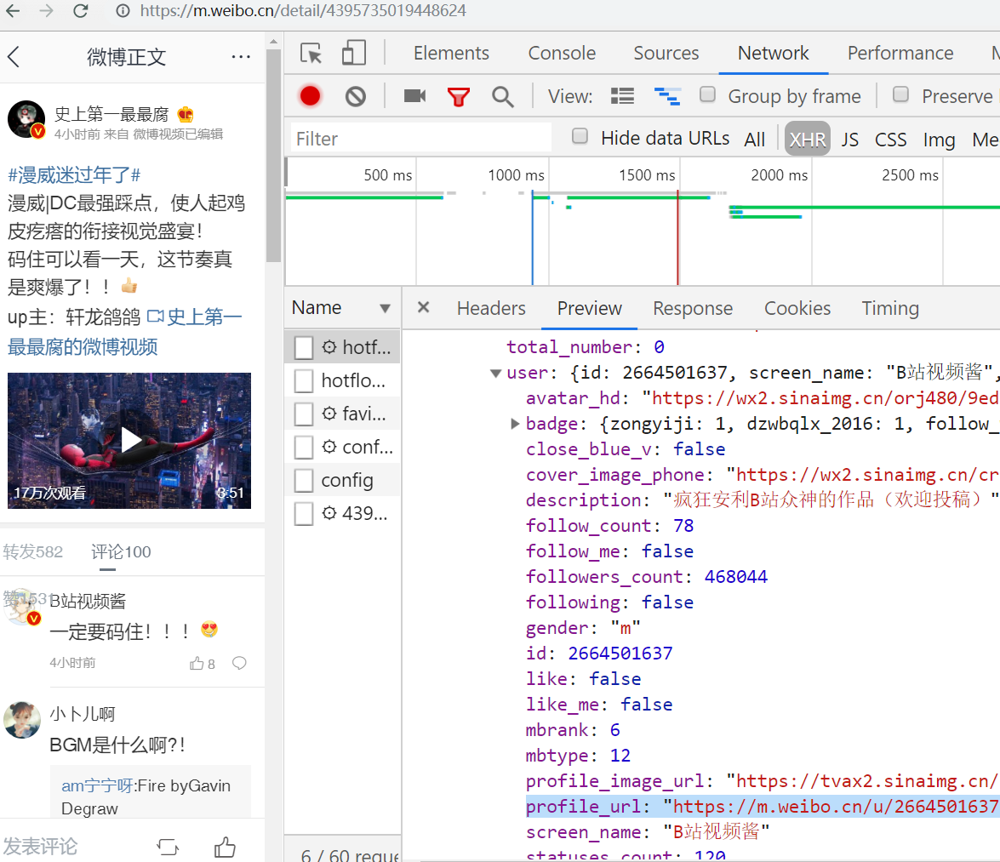 https://m.weibo.cn/detail/4395735019448624
微博正文
史上第一最最腐
4小时前 来自 微博视频已编辑
#漫威迷过年了#
漫威|DC最强踩点，使人起鸡
皮疙瘩的衔接视觉盛宴！
码住可以看一天，这节奏真
是爽爆了！！
up主：轩龙鸽鸽 史上第一
最最腐的微博视频
17万次观看
3:51
转发582
评论100
赞1531
B站视频酱
一定要码住！！！
4小时前
8
小卜儿啊
BGM是什么啊?!
am宁宁呀:Fire byGavin
Degraw
发表评论
Elements
Console
Sources
Network
Performance
M
View:
Group by frame
Preserve
Filter
Hide data URLs
All
XHR
JS
CSS
Img
Me
500 ms
1000 ms
1500 ms
2000 ms
2500 ms
Name
Headers
Preview
Response
Cookies
Timing
hotf...
hotflo...
favi...
conf...
config
439...
6 / 60 reque
total_number: 0
user: {id: 2664501637, screen_name: "B站视频酱",
avatar_hd: "https://wx2.sinaimg.cn/orj480/9ed
badge: {zongyiji: 1, dzwbqlx_2016: 1, follow_
close_blue_v: false
cover_image_phone: "https://wx2.sinaimg.cn/cr
description: "疯狂安利B站众神的作品（欢迎投稿）"
follow_count: 78
follow_me: false
followers_count: 468044
following: false
gender: "m"
id: 2664501637
like: false
like_me: false
mbrank: 6
mbtype: 12
profile_image_url: "https://tvax2.sinaimg.cn/
profile_url: "https://m.weibo.cn/u/2664501637
screen_name: "B站视频酱"
statuses_count: 120